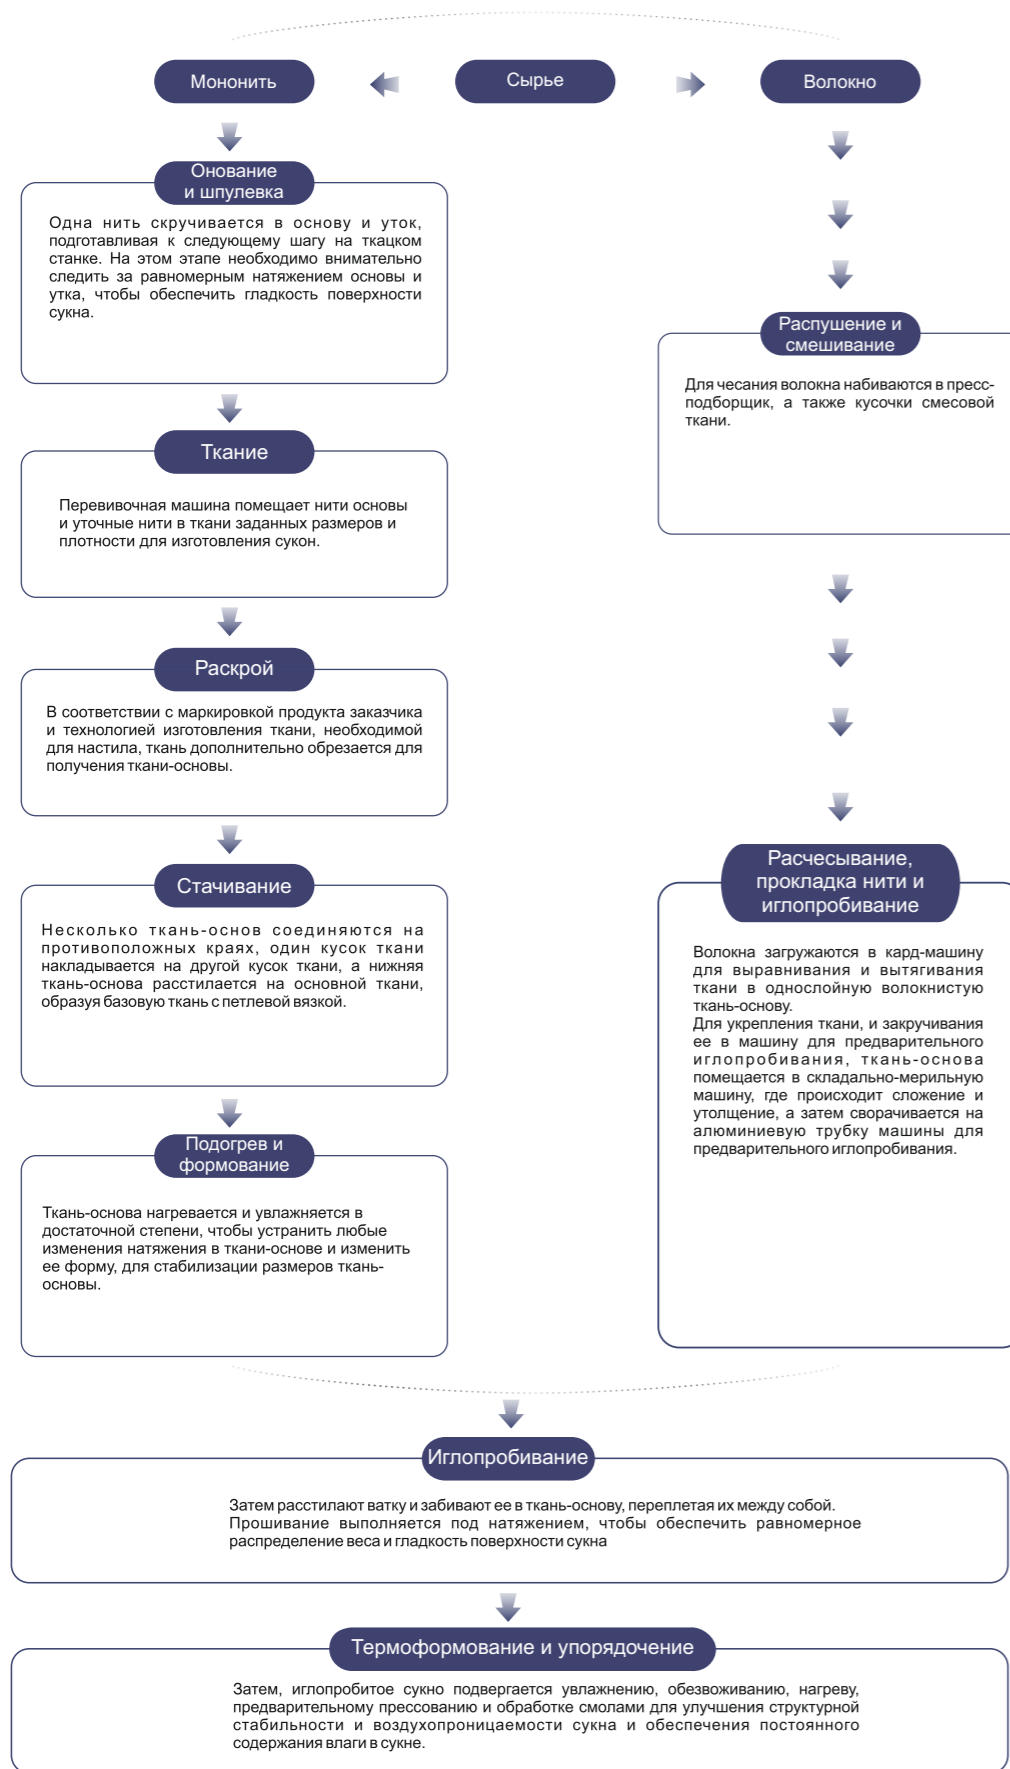 Мононить
Сырье
Волокно
Онование
и шпулевка
Одна нить скручивается в основу и уток,
подготавливая к следующему шагу на ткацком
станке. На этом этапе необходимо внимательно
следить за равномерным натяжением основы и
утка, чтобы обеспечить гладкость поверхности
сукна.
Ткание
Перевивочная машина помещает нити основы
и уточные нити в ткани заданных размеров и
плотности для изготовления сукон.
Раскрой
В соответствии с маркировкой продукта заказчика
и технологией изготовления ткани, необходимой
для настила, ткань дополнительно обрезается для
получения ткани-основы.
Стачивание
Несколько ткань-основ соединяются на
противоположных краях, один кусок ткани
накладывается на другой кусок ткани, а нижняя
ткань-основа расстилается на основной ткани,
образуя базовую ткань с петлевой вязкой.
Подогрев и
формование
Ткань-основа нагревается и увлажняется в
достаточной степени, чтобы устранить любые
изменения натяжения в ткани-основе и изменить
ее форму, для стабилизации размеров ткань-
основы.
Распушение и
смешивание
Для чесания волокна набиваются в пресс-
подборщик, а также кусочки смесовой
ткани.
Расчесывание,
прокладка нити и
иглопробивание
Волокна загружаются в кард-машину
для выравнивания и вытягивания
ткани в однослойную волокнистую
ткань-основу.
Для укрепления ткани, и закручивания
ее в машину для предварительного
иглопробивания, ткань-основа
помещается в складально-мерильную
машину, где происходит сложение и
утолщение, а затем сворачивается на
алюминиевую трубку машины для
предварительного иглопробивания.
Иглопробивание
Затем расстилают ватку и забивают ее в ткань-основу, переплетая их между собой.
Прошивание выполняется под натяжением, чтобы обеспечить равномерное
распределение веса и гладкость поверхности сукна
Термоформование и упорядочение
Затем, иглопробитое сукно подвергается увлажнению, обезвоживанию, нагреву,
предварительному прессованию и обработке смолами для улучшения структурной
стабильности и воздухопроницаемости сукна и обеспечения постоянного
содержания влаги в сукне.